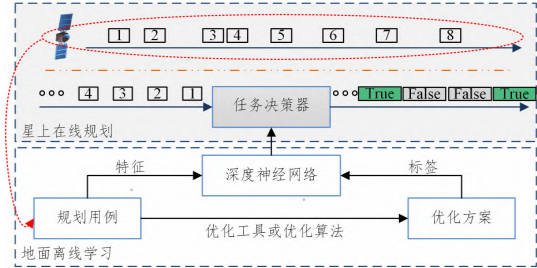 1 2 3 4 5 6 7 8
4 3 2 1 任务决策器 True False False True
星上在线规划
特征 深度神经网络 标签
规划用例 优化工具或优化算法 优化方案
地面离线学习